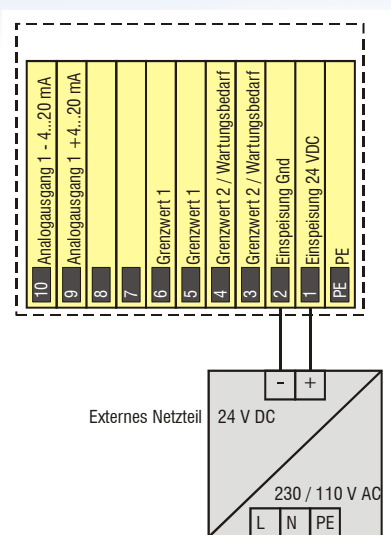 10 Analogausgang 1 - 4...20 mA
9 Analogausgang 1 +4...20 mA
8
7
6 Grenzwert 1
5 Grenzwert 1
4 Grenzwert 2 / Wartungsbedarf
3 Grenzwert 2 / Wartungsbedarf
2 Einspeisung Gnd
1 Einspeisung 24 VDC
PE PE
- +
Externes Netzteil 24 V DC
230 / 110 V AC
L N PE